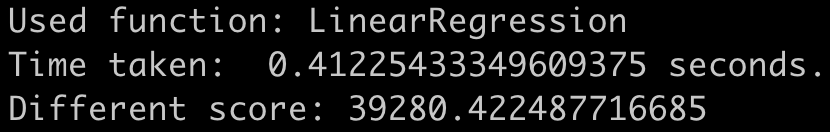 Used function: LinearRegression
Time taken:  0.41225433349609375 seconds.
Different score: 39280.422487716685